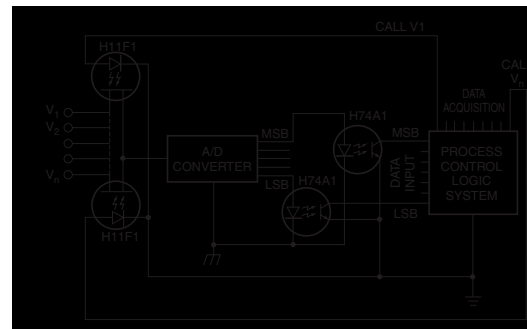 CALL V1
H11F1
CAL
Vn
DATA
ACQUISITION
H74A1
V1
V2
MSB
MSB
A/D
CONVERTER
PROCESS
CONTROL
LOGIC
SYSTEM
DATA
INPUT
Vn
LSB
H74A1
LSB
H11F1